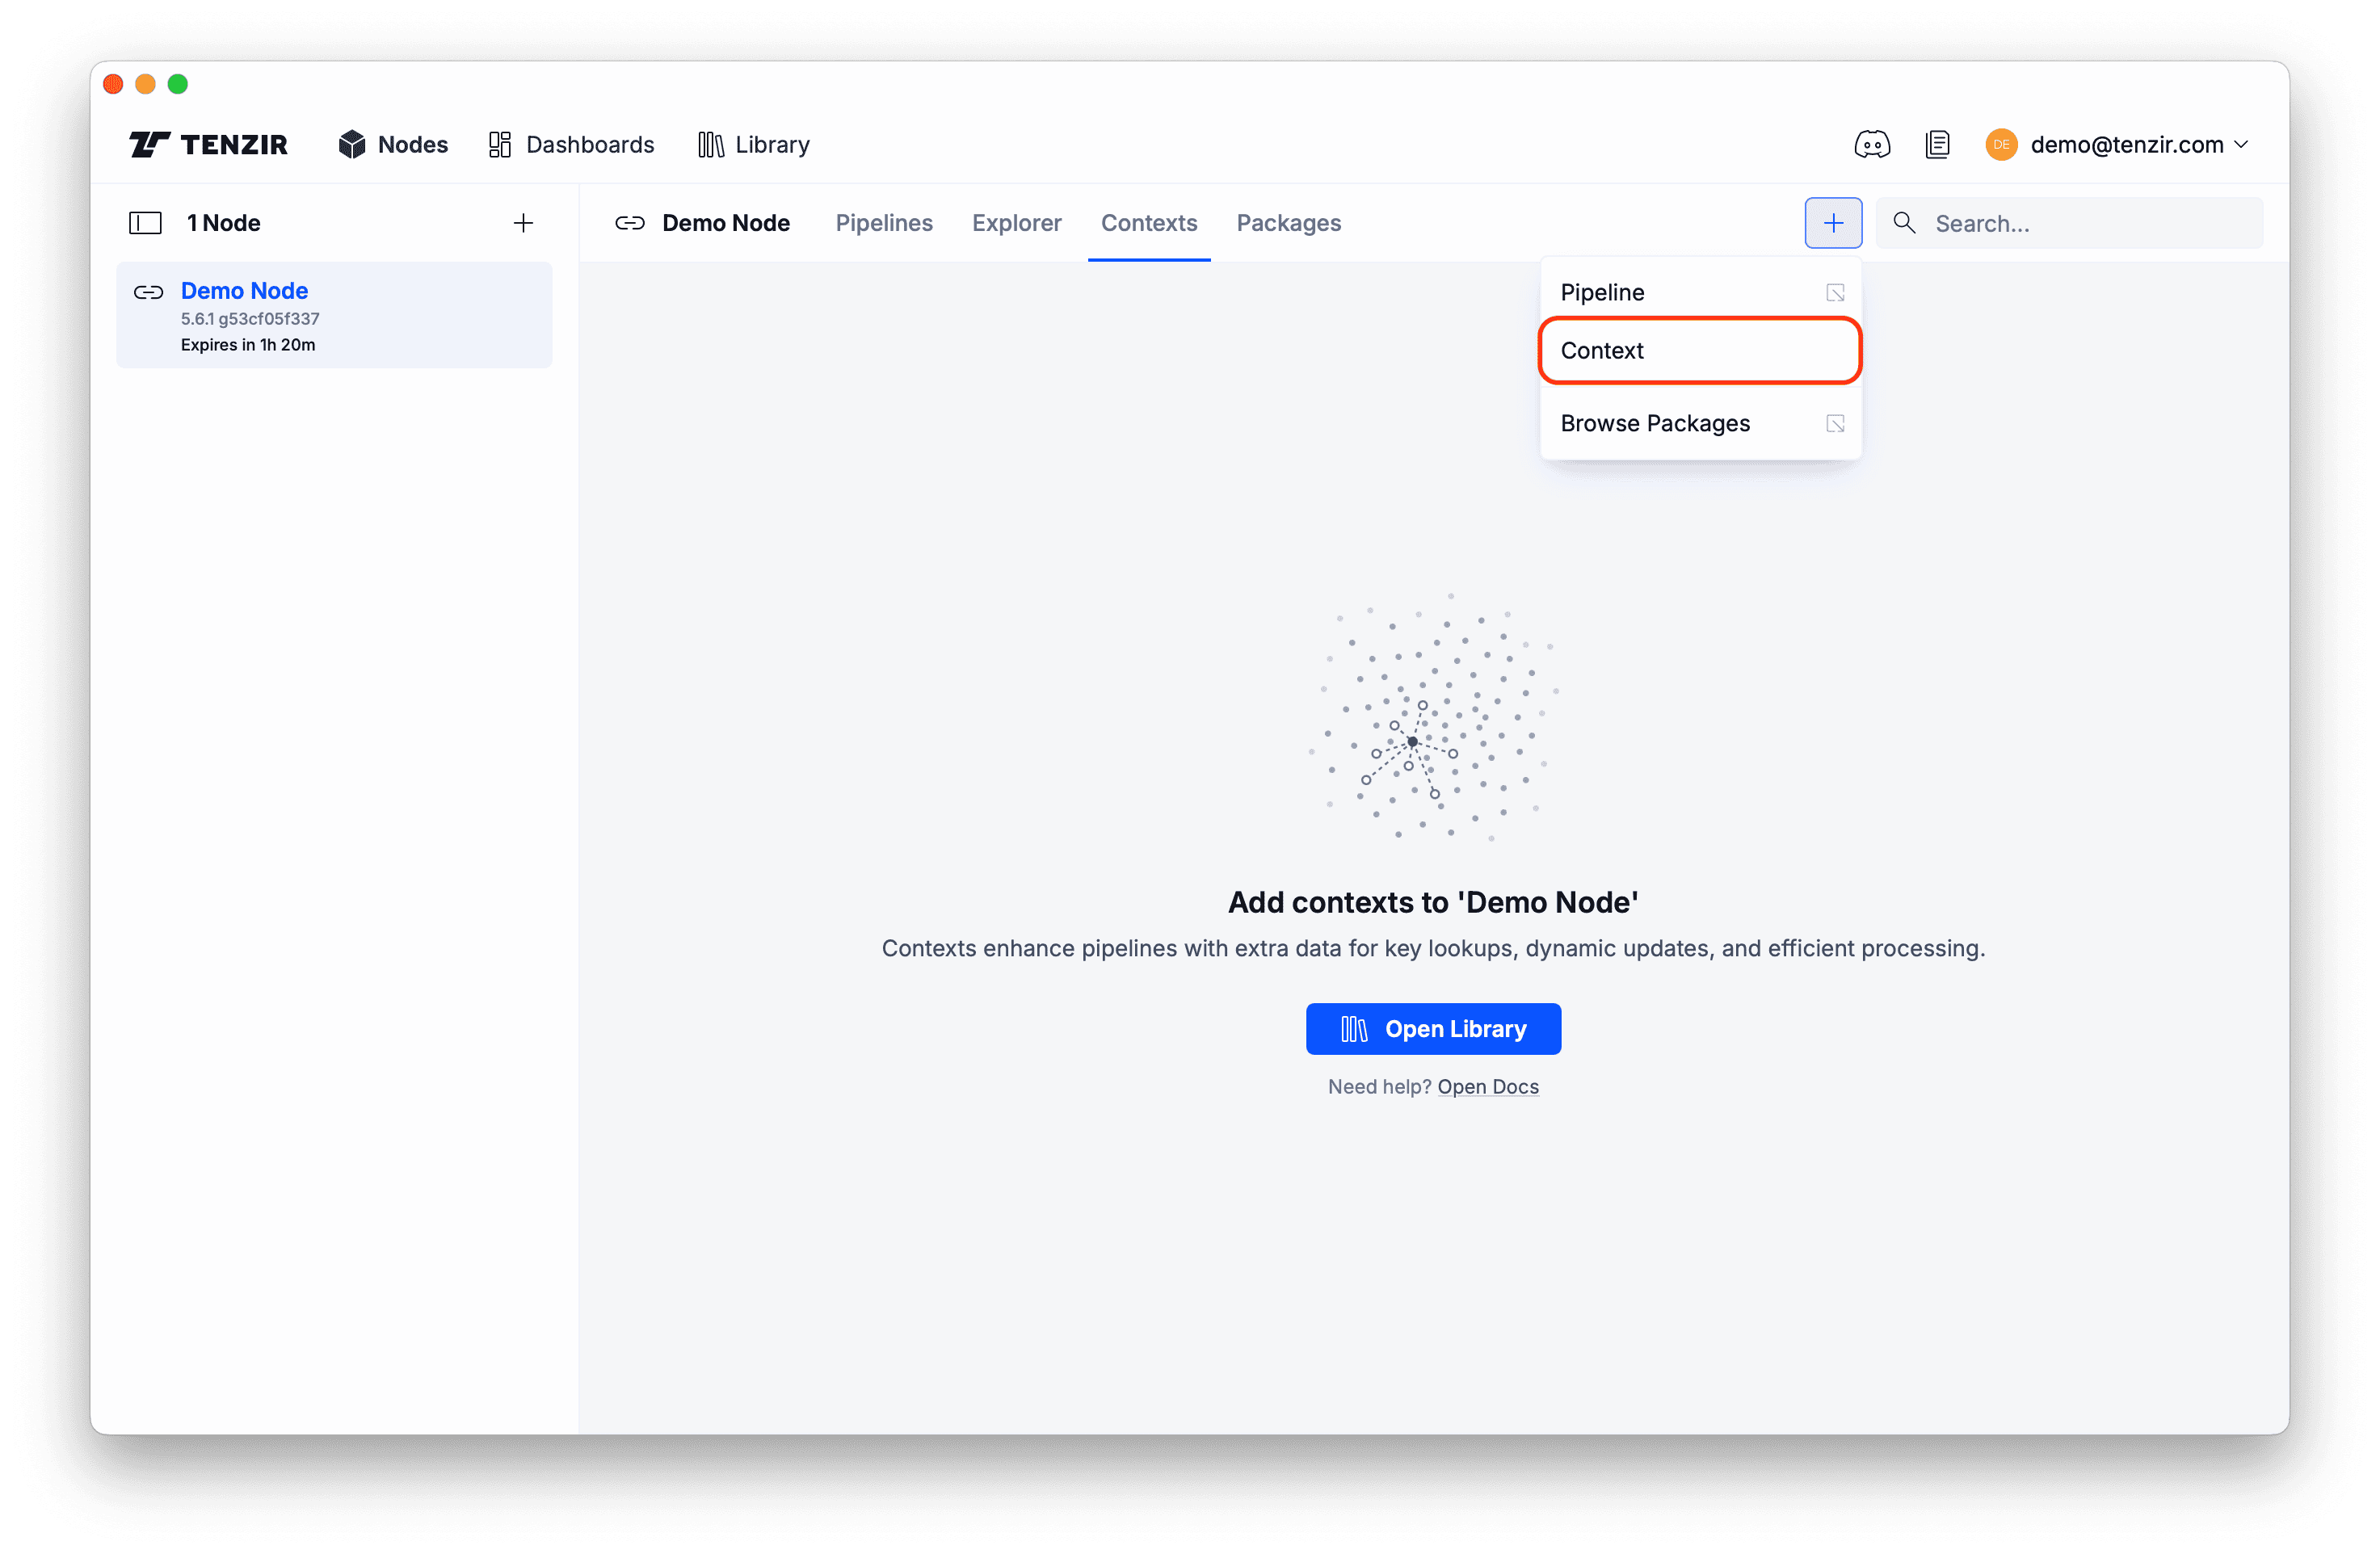 TENZIR Nodes Dashboards Library DE demo@tenzir.com
1 Node Demo Node Pipelines Explorer Contexts Packages Search...
Demo Node
5.6.1 g53cf05f337
Expires in 1h 20m
Pipeline
Context
Browse Packages
Add contexts to 'Demo Node'
Contexts enhance pipelines with extra data for key lookups, dynamic updates, and efficient processing.
Open Library
Need help? Open Docs